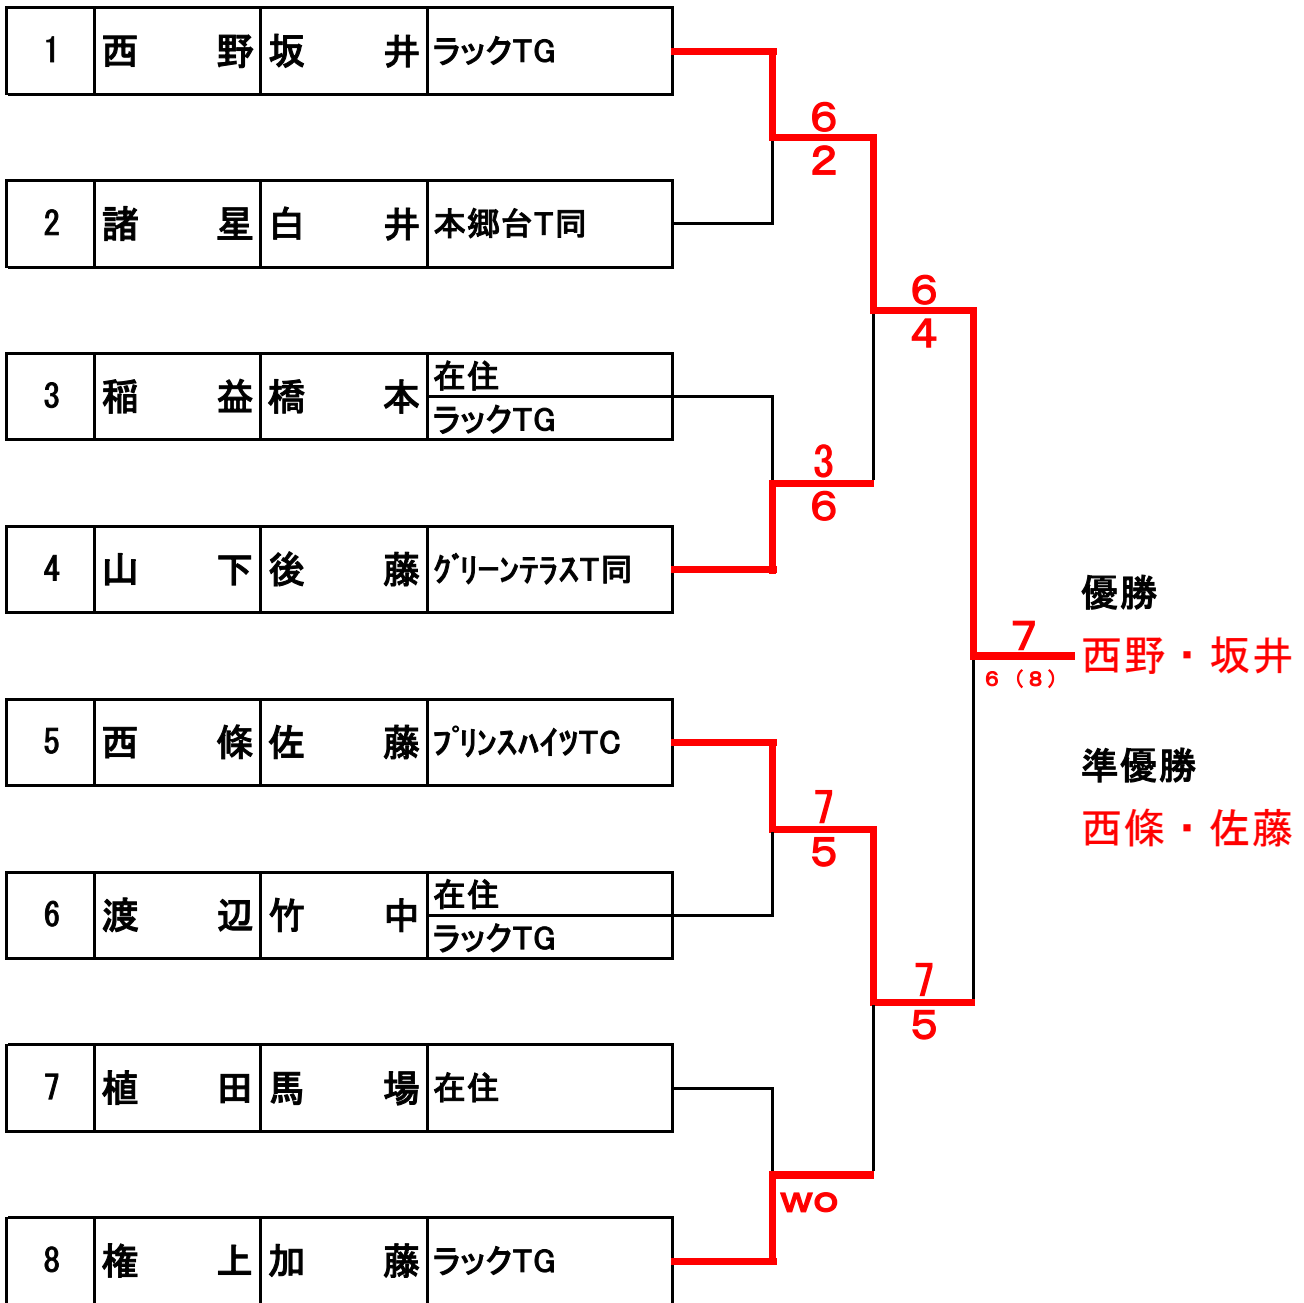 1 西野 坂井 ラックTG
6
2
2 諸星 白井 本郷台T同
6
4
3 稲益 橋本 在住
ラックTG
3
6
4 山下 後藤 グリーンテラスT同
優勝
7 西野・坂井
6 (8)
5 西條 佐藤 プリンスハイツTC
準優勝
7 西條・佐藤
5
6 渡辺 竹中 在住
ラックTG
7
5
7 植田 馬場 在住
wo
8 権上 加藤 ラックTG